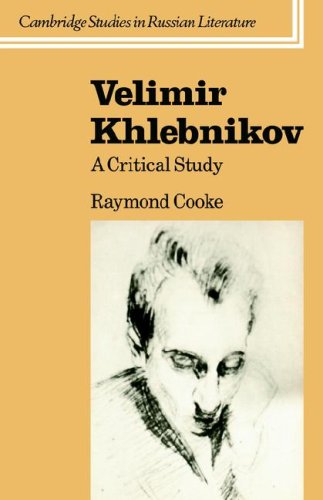 Cambridge Studies in Russian Literature
Velimir
Khlebnikov
A Critical Study
Raymond Cooke